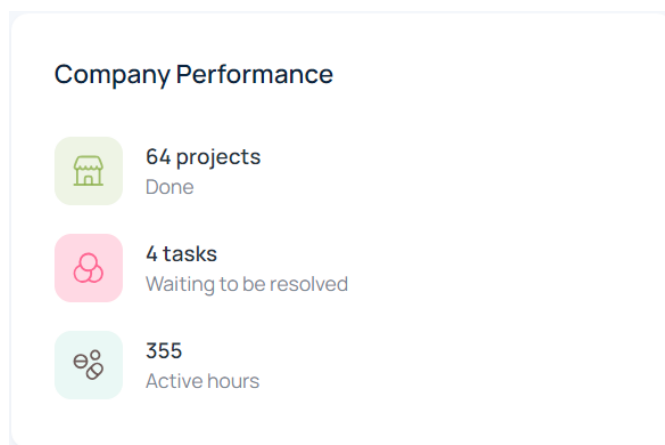 Company Performance
64 projects
Done
4 tasks
Waiting to be resolved
355
Active hours